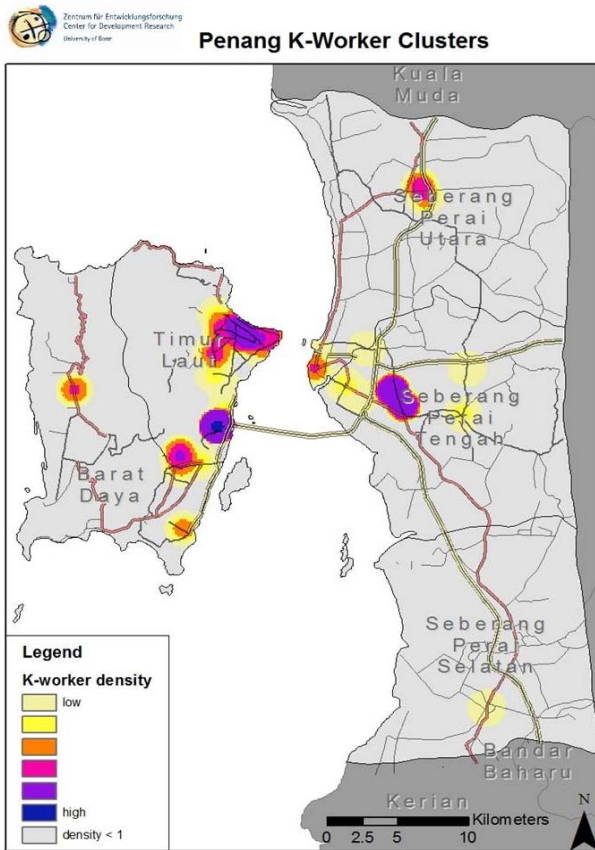 Zentrum für Entwicklungsforschung
Center for Development Research
University of Bonn
Penang K-Worker Clusters
Kuala
Muda
Seberang
Perai
Utara
Timur
Laut
Seberang
Perai
Tengah
Barat
Daya
Seberang
Perai
Selatan
Bandar
Baharu
Kerian
Legend
K-worker density
low
high
density < 1
Kilometers
0 2.5 5 10
N